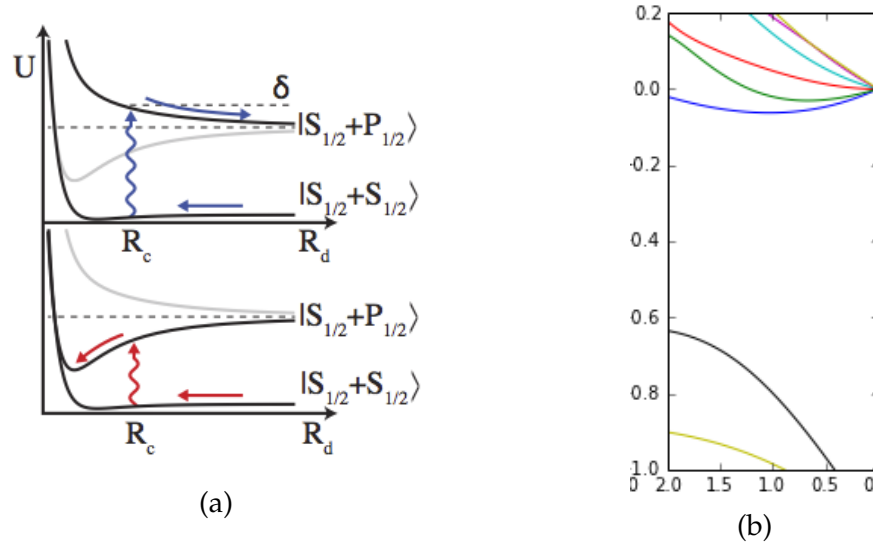 U
δ
|S1/2+P1/2⟩
|S1/2+S1/2⟩
Rc
Rd
|S1/2+P1/2⟩
|S1/2+S1/2⟩
Rc
Rd
(a)
0.2
0.0
0.2
0.4
0.6
0.8
1.0
0 2.0 1.5 1.0 0.5 0
(b)